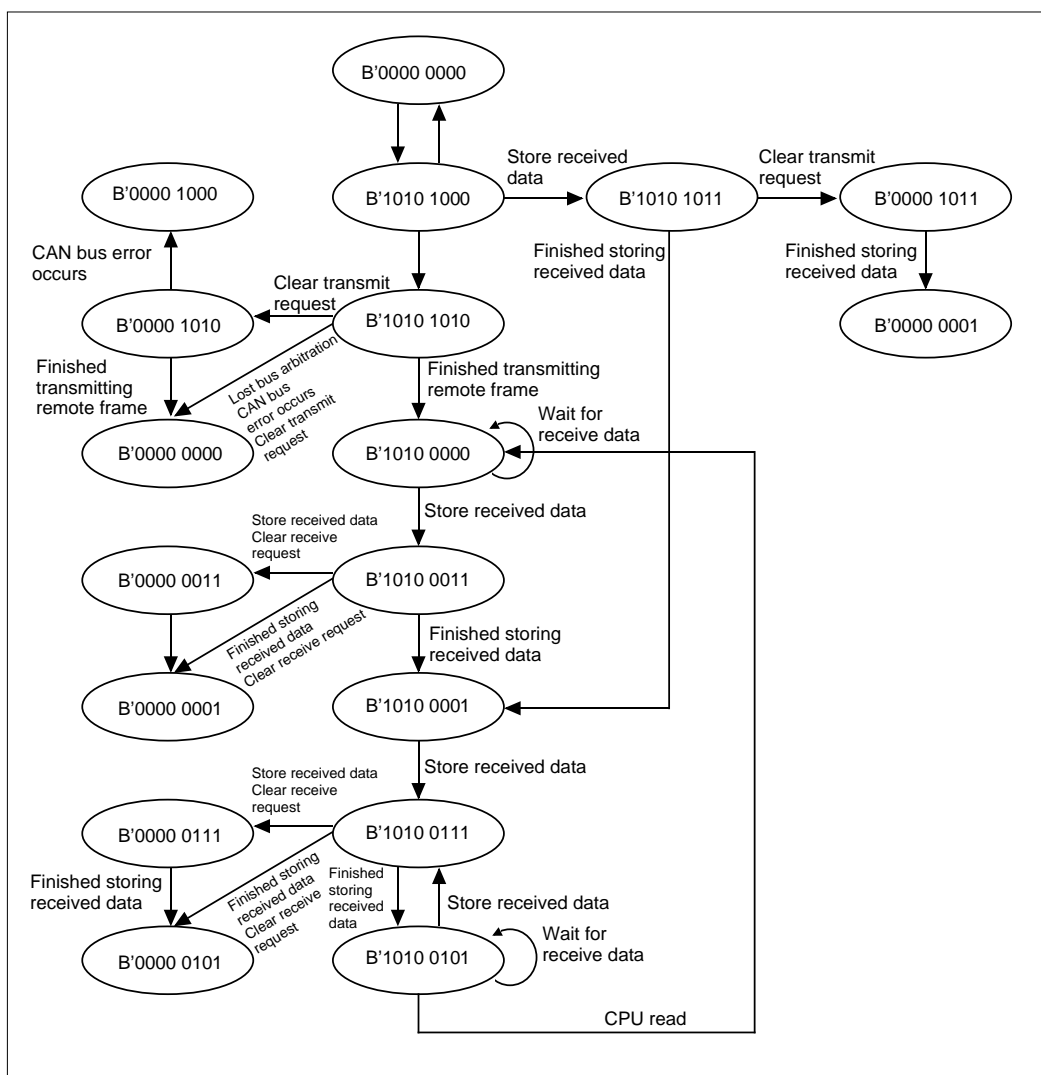 B'0000 0000
Store received
data
Clear transmit
request
B'0000 1000
B'1010 1000
B'1010 1011
B'0000 1011
CAN bus error
occurs
Finished storing
received data
Finished storing
received data
Clear transmit
request
B'0000 1010
B'1010 1010
B'0000 0001
Finished
transmitting
remote frame
Lost bus arbitration
CAN bus
error occurs
Clear transmit
request
Finished transmitting
remote frame
Wait for
receive data
B'0000 0000
B'1010 0000
Store received data
Store received data
Clear receive
request
B'0000 0011
B'1010 0011
Finished storing
received data
Clear receive request
Finished storing
received data
B'0000 0001
B'1010 0001
Store received data
Store received data
Clear receive
request
B'0000 0111
B'1010 0111
Finished storing
received data
Finished storing
received data
Clear receive
request
Finished
storing
received
data
Store received data
Wait for
receive data
B'0000 0101
B'1010 0101
CPU read